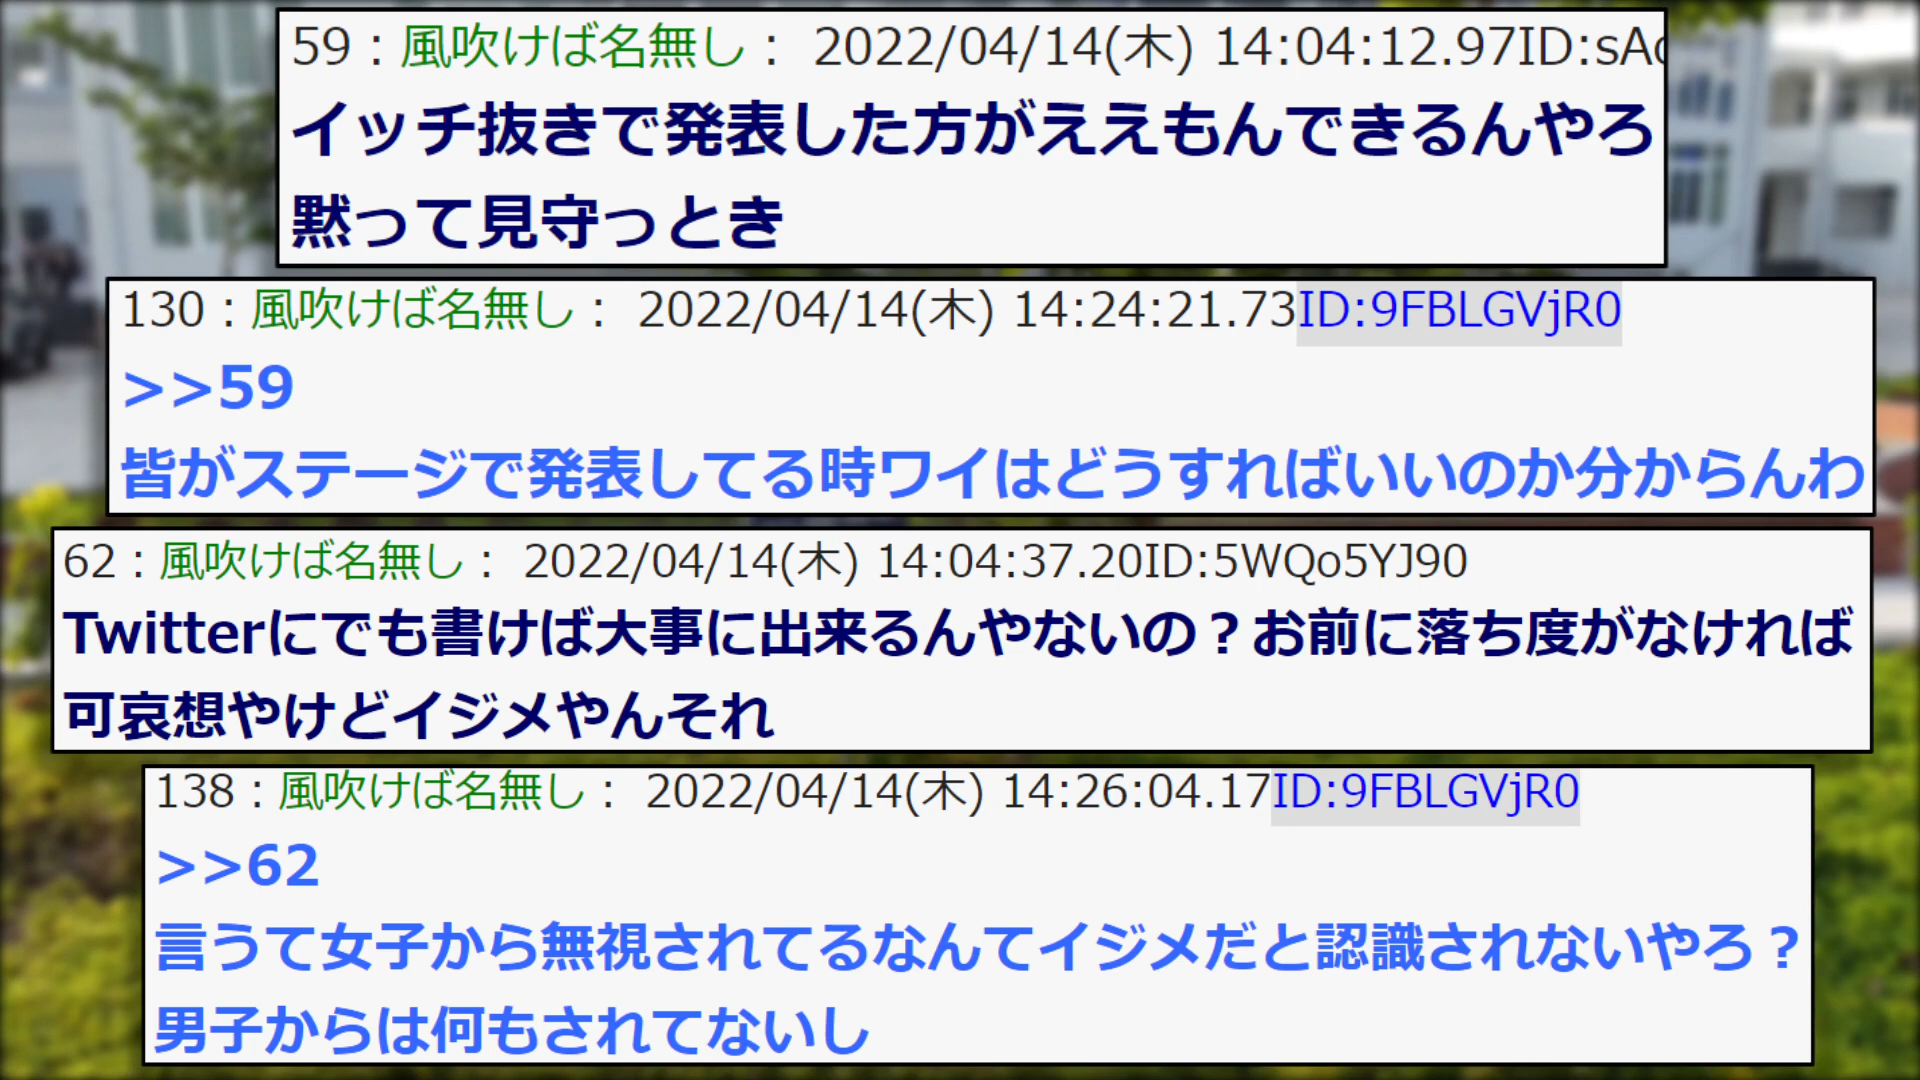 59：風吹けば名無し： 2022/04/14(木) 14:04:12.97ID:sA
イッチ抜きで発表した方がええもんできるんやろ
黙って見守っとき
130：風吹けば名無し： 2022/04/14(木) 14:24:21.73ID:9FBLGVjR0
>>59
皆がステージで発表してる時ワイはどうすればいいのか分からんわ
62：風吹けば名無し： 2022/04/14(木) 14:04:37.20ID:5WQo5YJ90
Twitterにでも書けば大事に出来るんやないの？お前に落ち度がなければ
可哀想やけどイジメやんそれ
138：風吹けば名無し： 2022/04/14(木) 14:26:04.17ID:9FBLGVjR0
>>62
言うて女子から無視されてるなんてイジメだと認識されないやろ？
男子からは何もされてないし